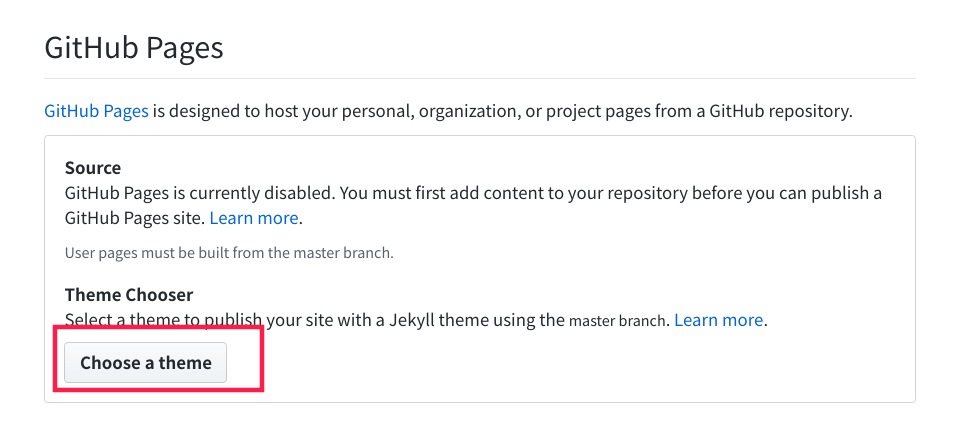 GitHub Pages
GitHub Pages is designed to host your personal, organization, or project pages from a GitHub repository.
Source
GitHub Pages is currently disabled. You must first add content to your repository before you can publish a
GitHub Pages site. Learn more.
User pages must be built from the master branch.
Theme Chooser
Select a theme to publish your site with a Jekyll theme using the master branch. Learn more.
Choose a theme